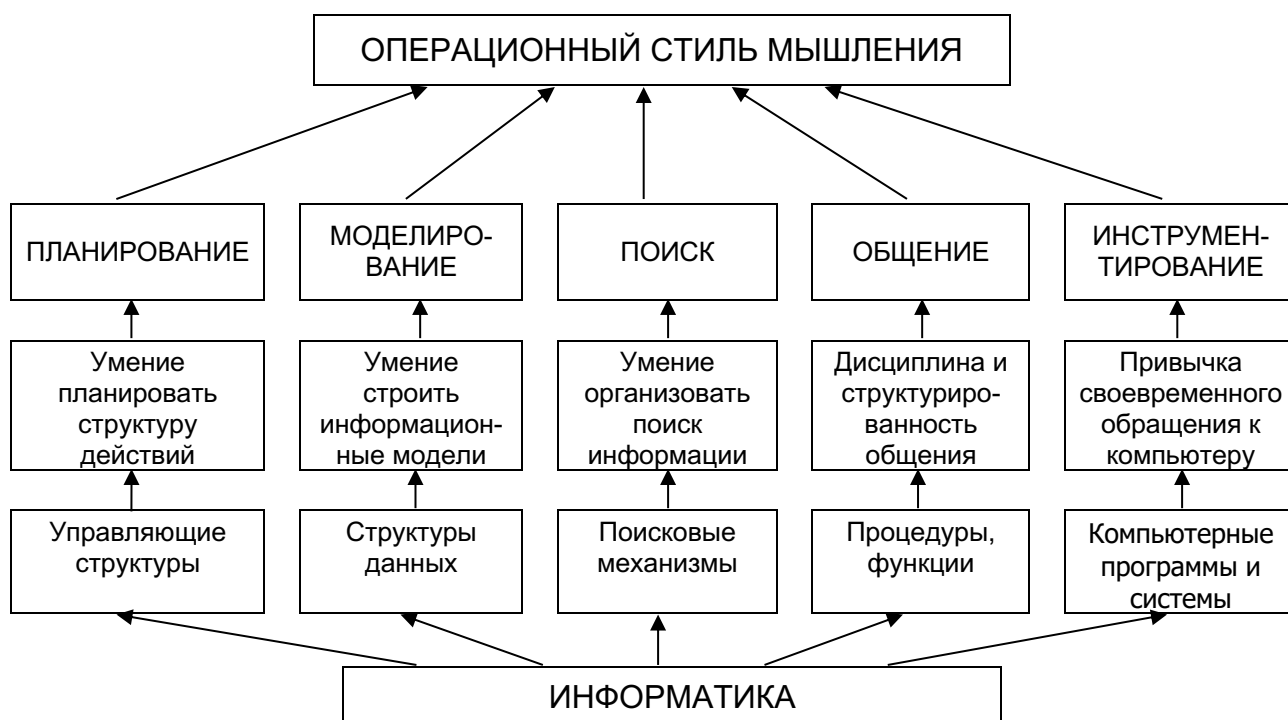 ОПЕРАЦИОННЫЙ СТИЛЬ МЫШЛЕНИЯ
ПЛАНИРОВАНИЕ
МОДЕЛИРО-
ВАНИЕ
ПОИСК
ОБЩЕНИЕ
ИНСТРУМЕН-
ТИРОВАНИЕ
Умение
планировать
структуру
действий
Умение
строить
информацион-
ные модели
Умение
организовать
поиск
информации
Дисциплина и
структуриро-
ванность
общения
Привычка
своевременного
обращения к
компьютеру
Управляющие
структуры
Структуры
данных
Поисковые
механизмы
Процедуры,
функции
Компьютерные
программы и
системы
ИНФОРМАТИКА